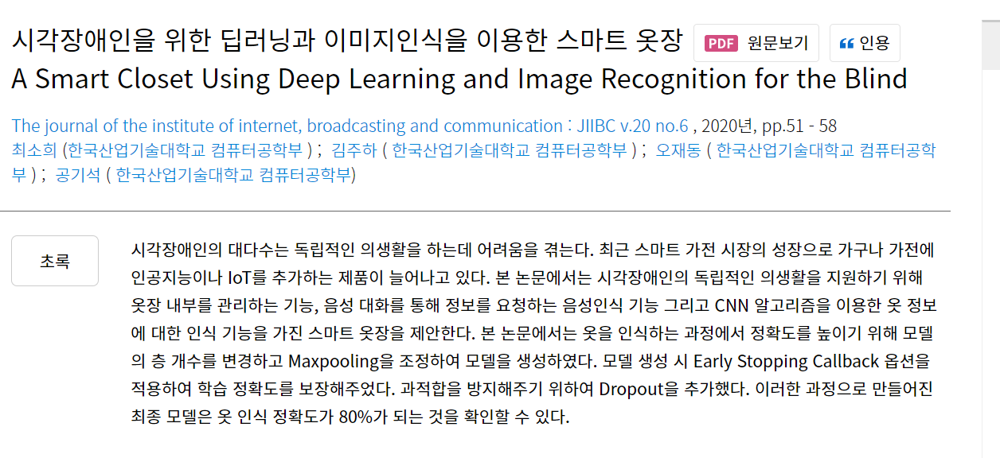 시각장애인을 위한 딥러닝과 이미지인식을 이용한 스마트 옷장 PDF 원문보기 인용
A Smart Closet Using Deep Learning and Image Recognition for the Blind
The journal of the institute of internet, broadcasting and communication : JIIBC v.20 no.6 , 2020년, pp.51 - 58
최소희 (한국산업기술대학교 컴퓨터공학부 ) ; 김주하 ( 한국산업기술대학교 컴퓨터공학부 ) ; 오재동 ( 한국산업기술대학교 컴퓨터공학
부 ) ; 공기석 ( 한국산업기술대학교 컴퓨터공학부)
초록
시각장애인의 대다수는 독립적인 의생활을 하는데 어려움을 겪는다. 최근 스마트 가전 시장의 성장으로 가구나 가전에
인공지능이나 IoT를 추가하는 제품이 늘어나고 있다. 본 논문에서는 시각장애인의 독립적인 의생활을 지원하기 위해
옷장 내부를 관리하는 기능, 음성 대화를 통해 정보를 요청하는 음성인식 기능 그리고 CNN 알고리즘을 이용한 옷 정보
에 대한 인식 기능을 가진 스마트 옷장을 제안한다. 본 논문에서는 옷을 인식하는 과정에서 정확도를 높이기 위해 모델
의 층 개수를 변경하고 Maxpooling을 조정하여 모델을 생성하였다. 모델 생성 시 Early Stopping Callback 옵션을
적용하여 학습 정확도를 보장해주었다. 과적합을 방지해주기 위하여 Dropout을 추가했다. 이러한 과정으로 만들어진
최종 모델은 옷 인식 정확도가 80%가 되는 것을 확인할 수 있다.